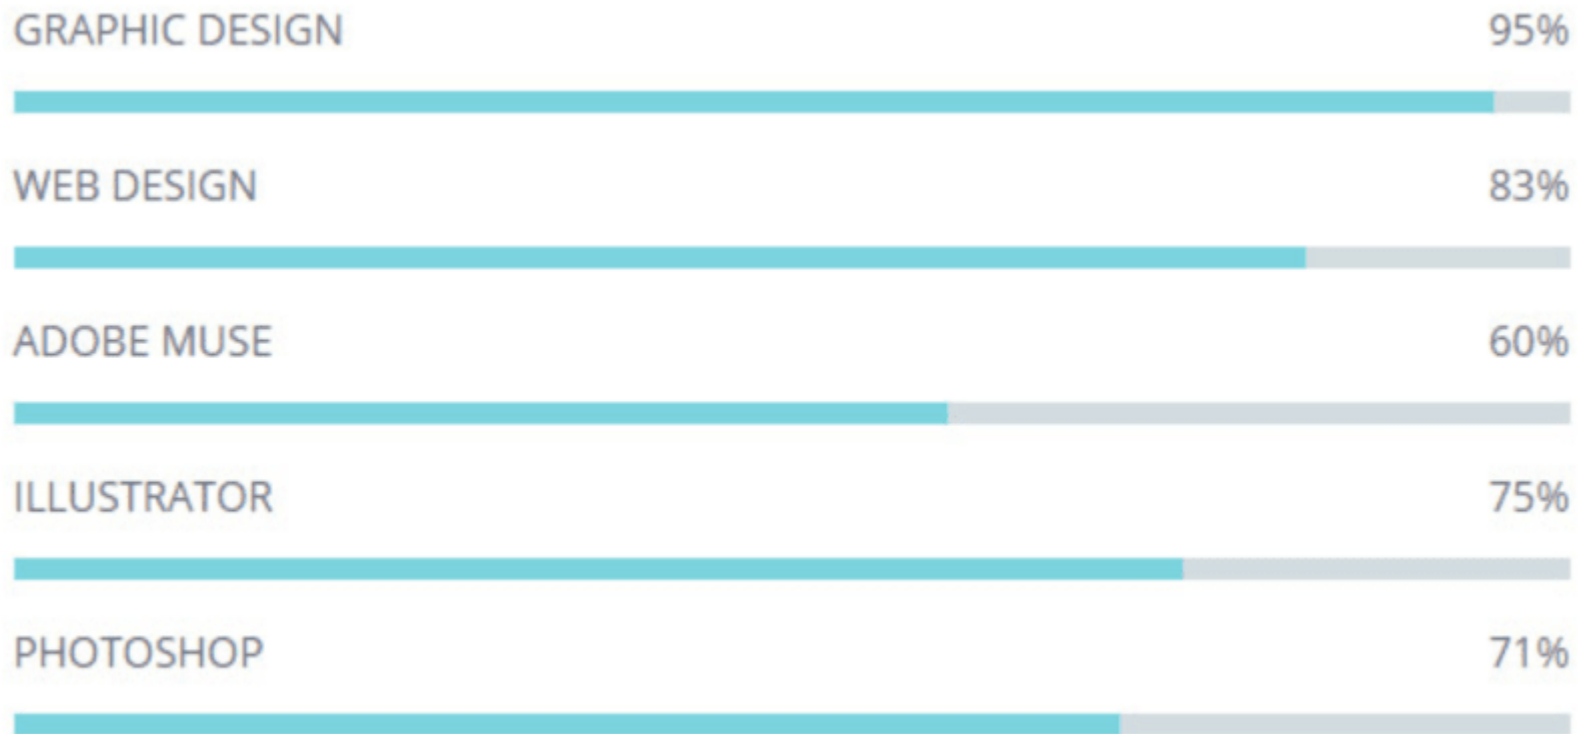 GRAPHIC DESIGN 95%
WEB DESIGN 83%
ADOBE MUSE 60%
ILLUSTRATOR 75%
PHOTOSHOP 71%